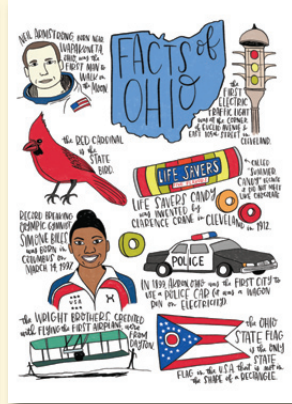 FACTS of
OHIO
NEIL ARMSTRONG, BORN NEAR
WAPAKONETA,
OHIO, was the
FIRST MAN to
WALK on
the MOON
the
FIRST
ELECTRIC
TRAFFIC LIGHT
was at the CORNER
of EUCLID AVENUE &
EAST 105th STREET in
CLEVELAND.
the RED CARDINAL
is the
STATE
BIRD.
LIFE SAVERS
LIFE SAVERS CANDY
was INVENTED by
CLARENCE CRANE in CLEVELAND in 1912.
CALLED
"SUMMER
CANDY" BECAUSE
it DID NOT MELT
LIKE CHOCOLATE
RECORD BREAKING
OLYMPIC GYMNAST
SIMONE BILES
was BORN in
COLUMBUS on
MARCH 14, 1997.
USA
POLICE
IN 1899, AKRON, OHIO was the FIRST CITY to
USE a POLICE CAR (it was a WAGON
RUN on ELECTRICITY)
the WRIGHT BROTHERS, CREDITED
with FLYING the FIRST AIRPLANE, were
FROM
DAYTON
the OHIO
STATE FLAG
is the ONLY
STATE
FLAG in the U.S.A. that is not in
the SHAPE of a RECTANGLE.